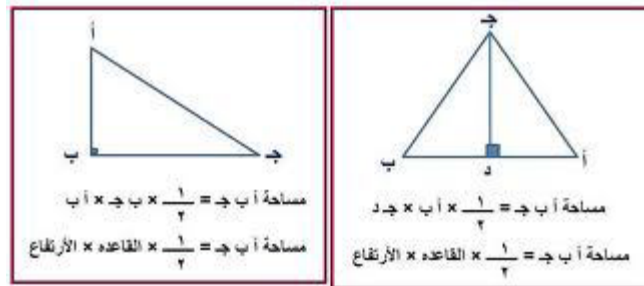 جـ
ب
د
أ
مساحة أ ب جـ = ١/٢ × أ ب × جـ د
مساحة أ ب جـ = ١/٢ × القاعده × الأرتفاع
أ
ب
جـ
مساحة أ ب جـ = ١/٢ × ب جـ × أ ب
مساحة أ ب جـ = ١/٢ × القاعده × الأرتفاع